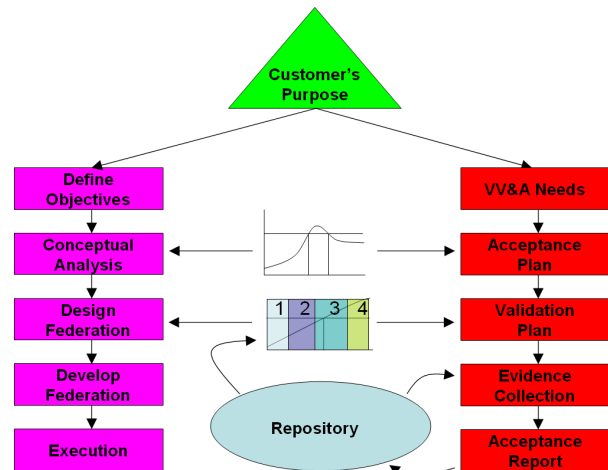 Customer's
Purpose
Define
Objectives
VV&A Needs
Conceptual
Analysis
Acceptance
Plan
Design
Federation
1 2 3 4
Validation
Plan
Develop
Federation
Evidence
Collection
Repository
Execution
Acceptance
Report